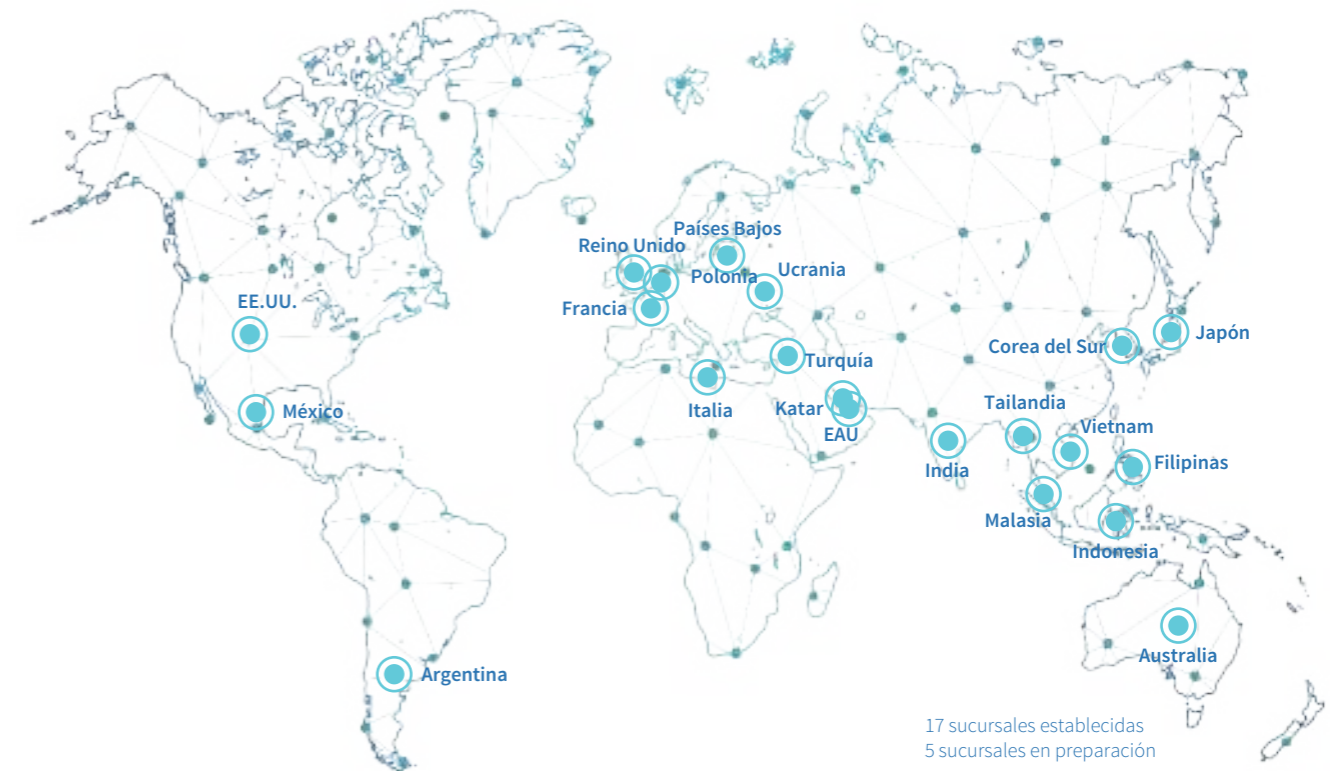 Países Bajos
Reino Unido
Ucrania
Polonia
EE.UU.
Francia
Japón
Corea del Sur
Turquía
Tailandia
Katar
Italia
México
Vietnam
EAU
Filipinas
India
Malasia
Indonesia
Australia
Argentina
17 sucursales establecidas
5 sucursales en preparación